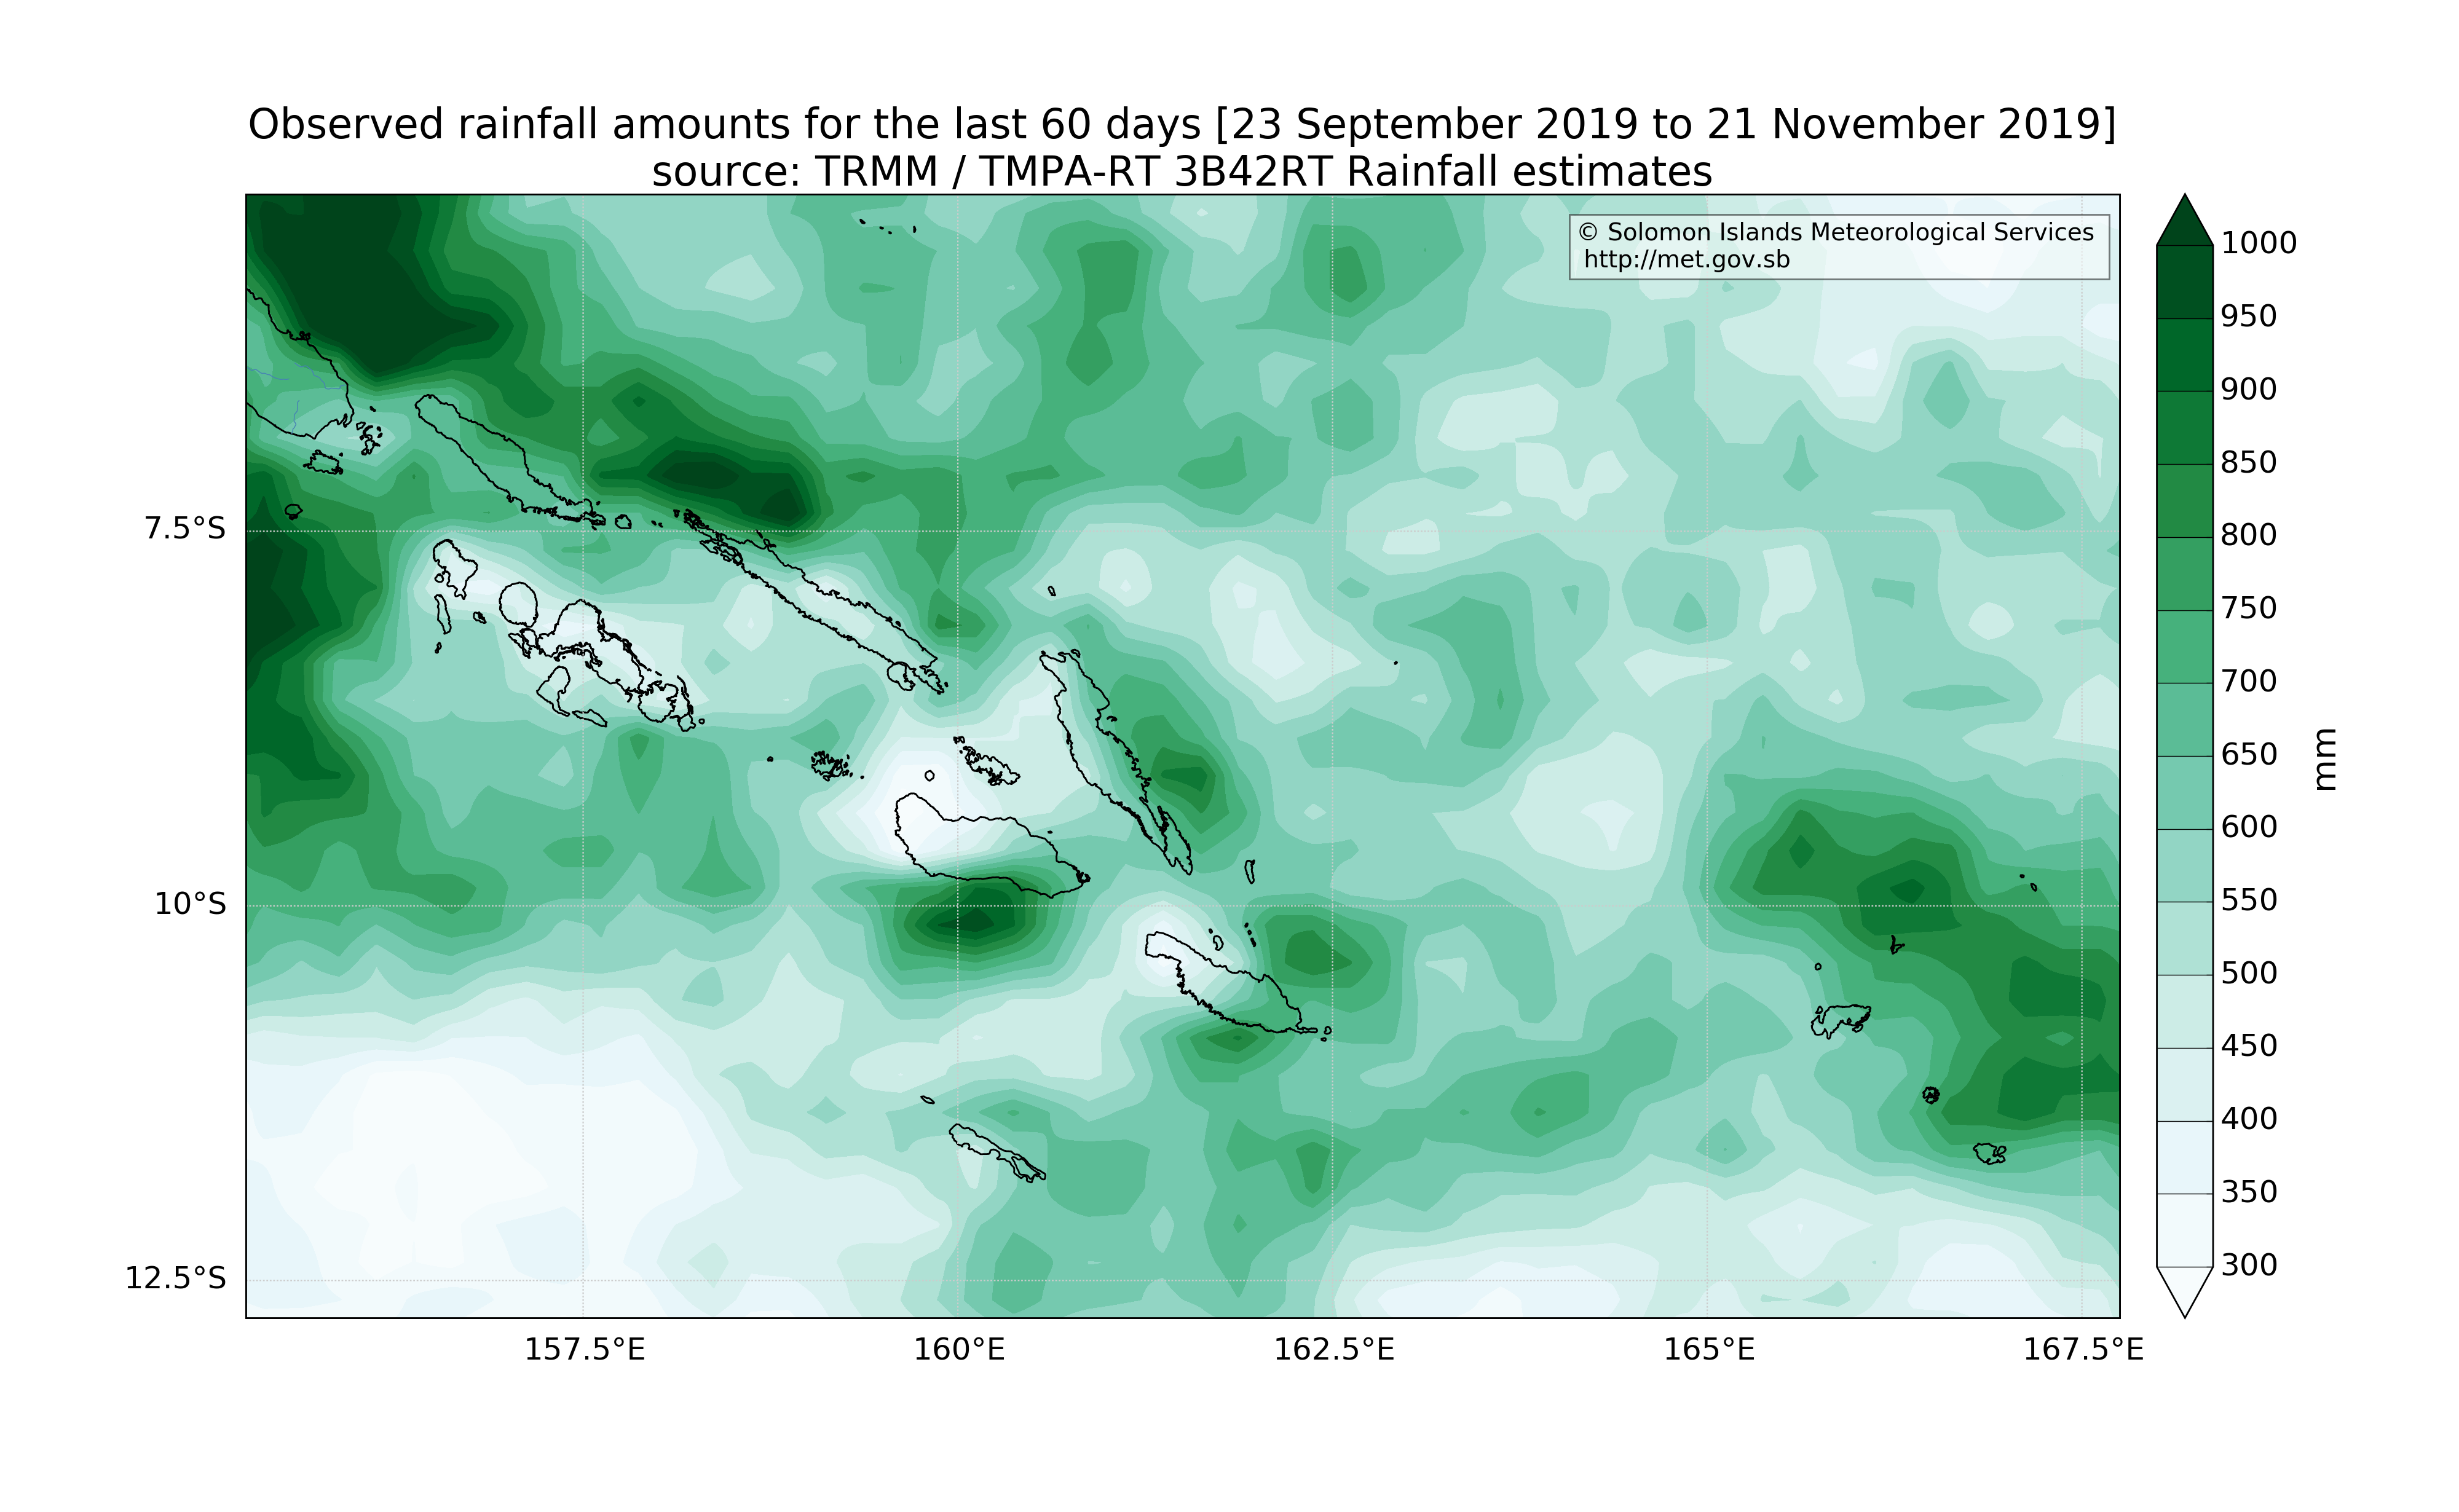 Observed rainfall amounts for the last 60 days [23 September 2019 to 21 November 2019]
source: TRMM / TMPA-RT 3B42RT Rainfall estimates
© Solomon Islands Meteorological Services
http://met.gov.sb
7.5°S
10°S
12.5°S
157.5°E
160°E
162.5°E
165°E
167.5°E
1000
950
900
850
800
750
700
650
600
550
500
450
400
350
300
mm